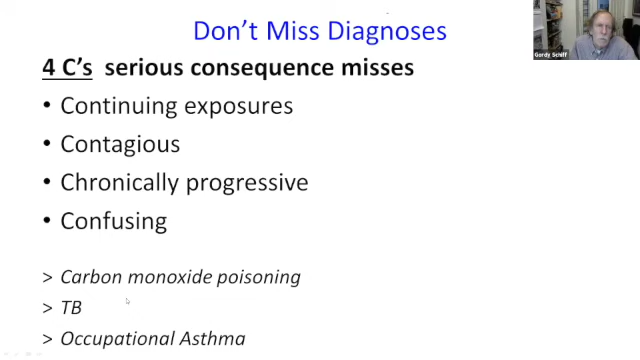 Don't Miss Diagnoses
4 C's serious consequence misses
• Continuing exposures
• Contagious
• Chronically progressive
• Confusing
> Carbon monoxide poisoning
> TB
> Occupational Asthma
Gordy Schiff